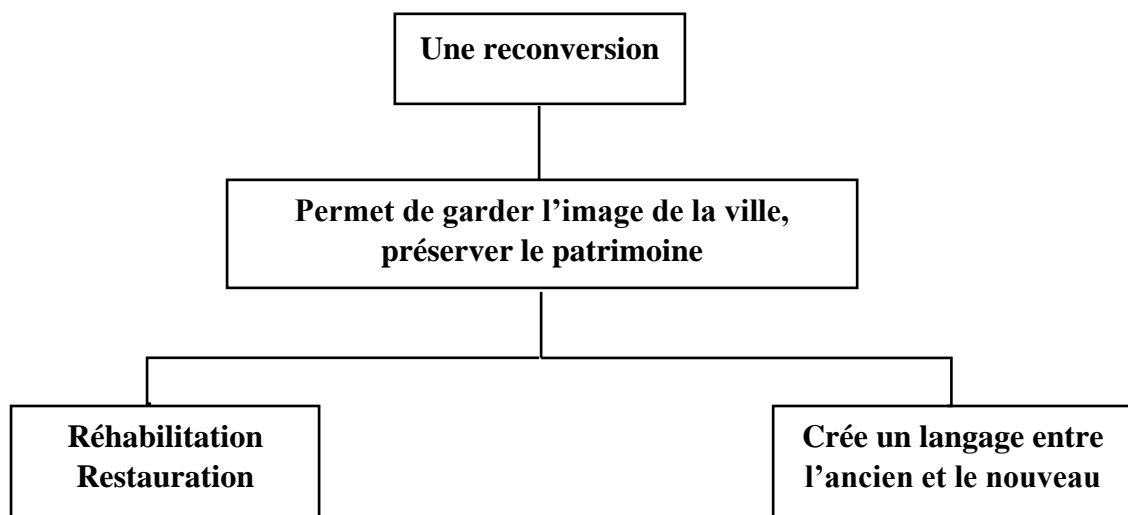 Une reconversion
Permet de garder l’image de la ville,
préserver le patrimoine
Réhabilitation
Restauration
Crée un langage entre
l’ancien et le nouveau